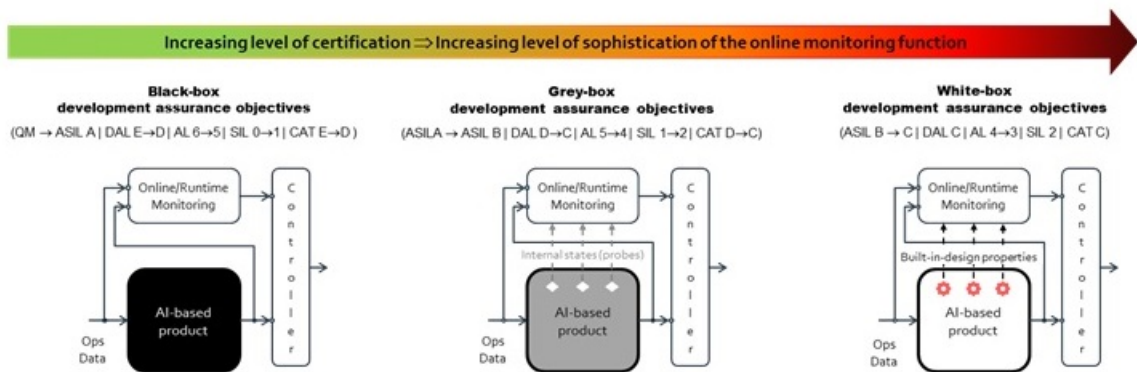 Increasing level of certification ⇒ Increasing level of sophistication of the online monitoring function
Black-box
development assurance objectives
(QM → ASIL A | DAL E→D | AL 6→5 | SIL 0→1 | CAT E→D )
Online/Runtime
Monitoring
Controller
AI-based
product
Ops
Data
Grey-box
development assurance objectives
(ASILA → ASIL B | DAL D→C | AL 5→4 | SIL 1→2 | CAT D→C)
Online/Runtime
Monitoring
Internal states (probes)
Controller
AI-based
product
Ops
Data
White-box
development assurance objectives
(ASIL B → C | DAL C | AL 4→3 | SIL 2 | CAT C)
Online/Runtime
Monitoring
Built-in-design properties
Controller
AI-based
product
Ops
Data